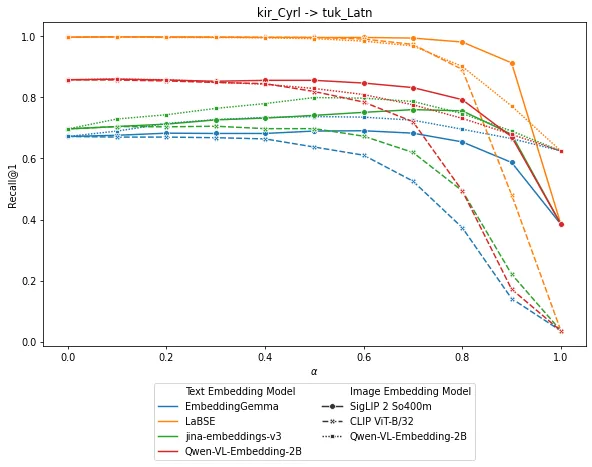 kir_Cyrl -> tuk_Latn
Recall@1
1.0
0.8
0.6
0.4
0.2
0.0
0.0 0.2 0.4 0.6 0.8 1.0
α
Text Embedding Model
EmbeddingGemma
LaBSE
jina-embeddings-v3
Qwen-VL-Embedding-2B
Image Embedding Model
SigLIP 2 So400m
CLIP ViT-B/32
Qwen-VL-Embedding-2B